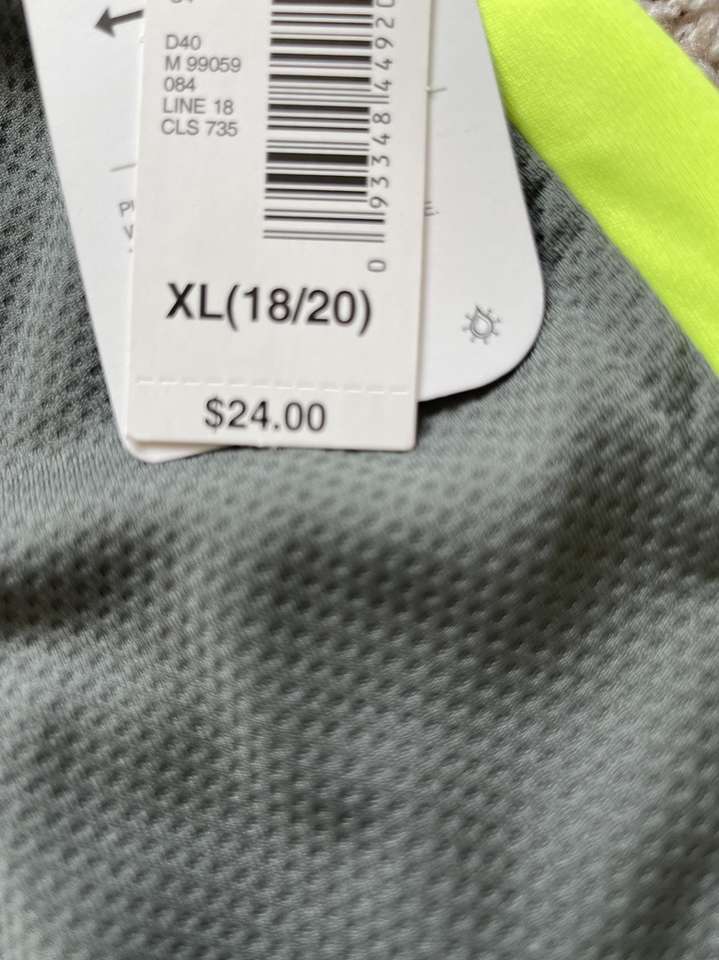 D40
M 99059
084
LINE 18
CLS 735
0 93348 44920
XL(18/20)
$24.00